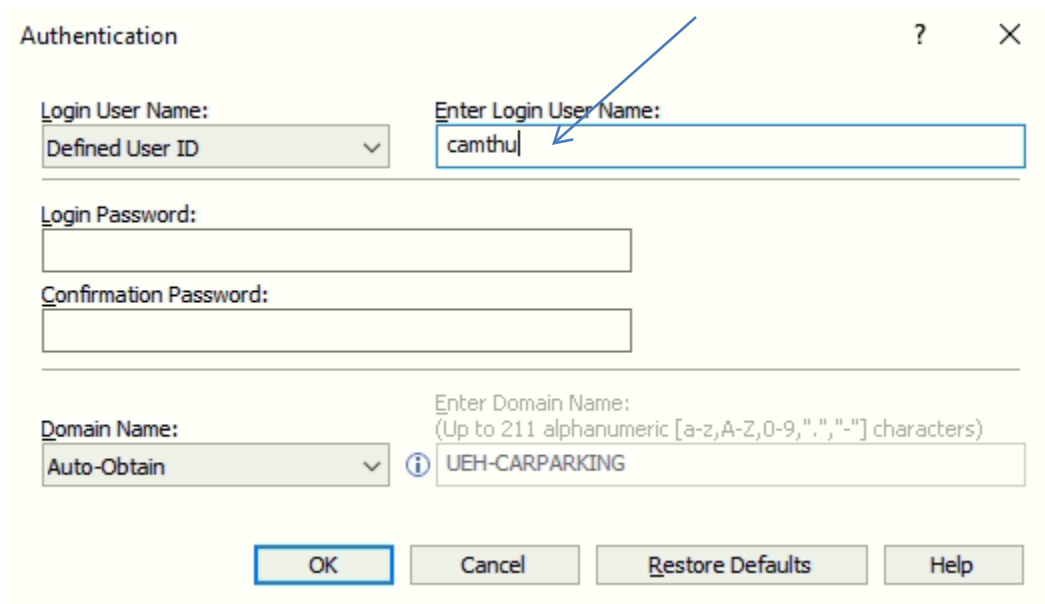 Authentication
?
Login User Name:
Enter Login User Name:
Defined User ID
camthu
Login Password:
Confirmation Password:
Domain Name:
Enter Domain Name:
(Up to 211 alphanumeric [a-z,A-Z,0-9,".","-"] characters)
Auto-Obtain
UEH-CARPARKING
OK
Cancel
Restore Defaults
Help